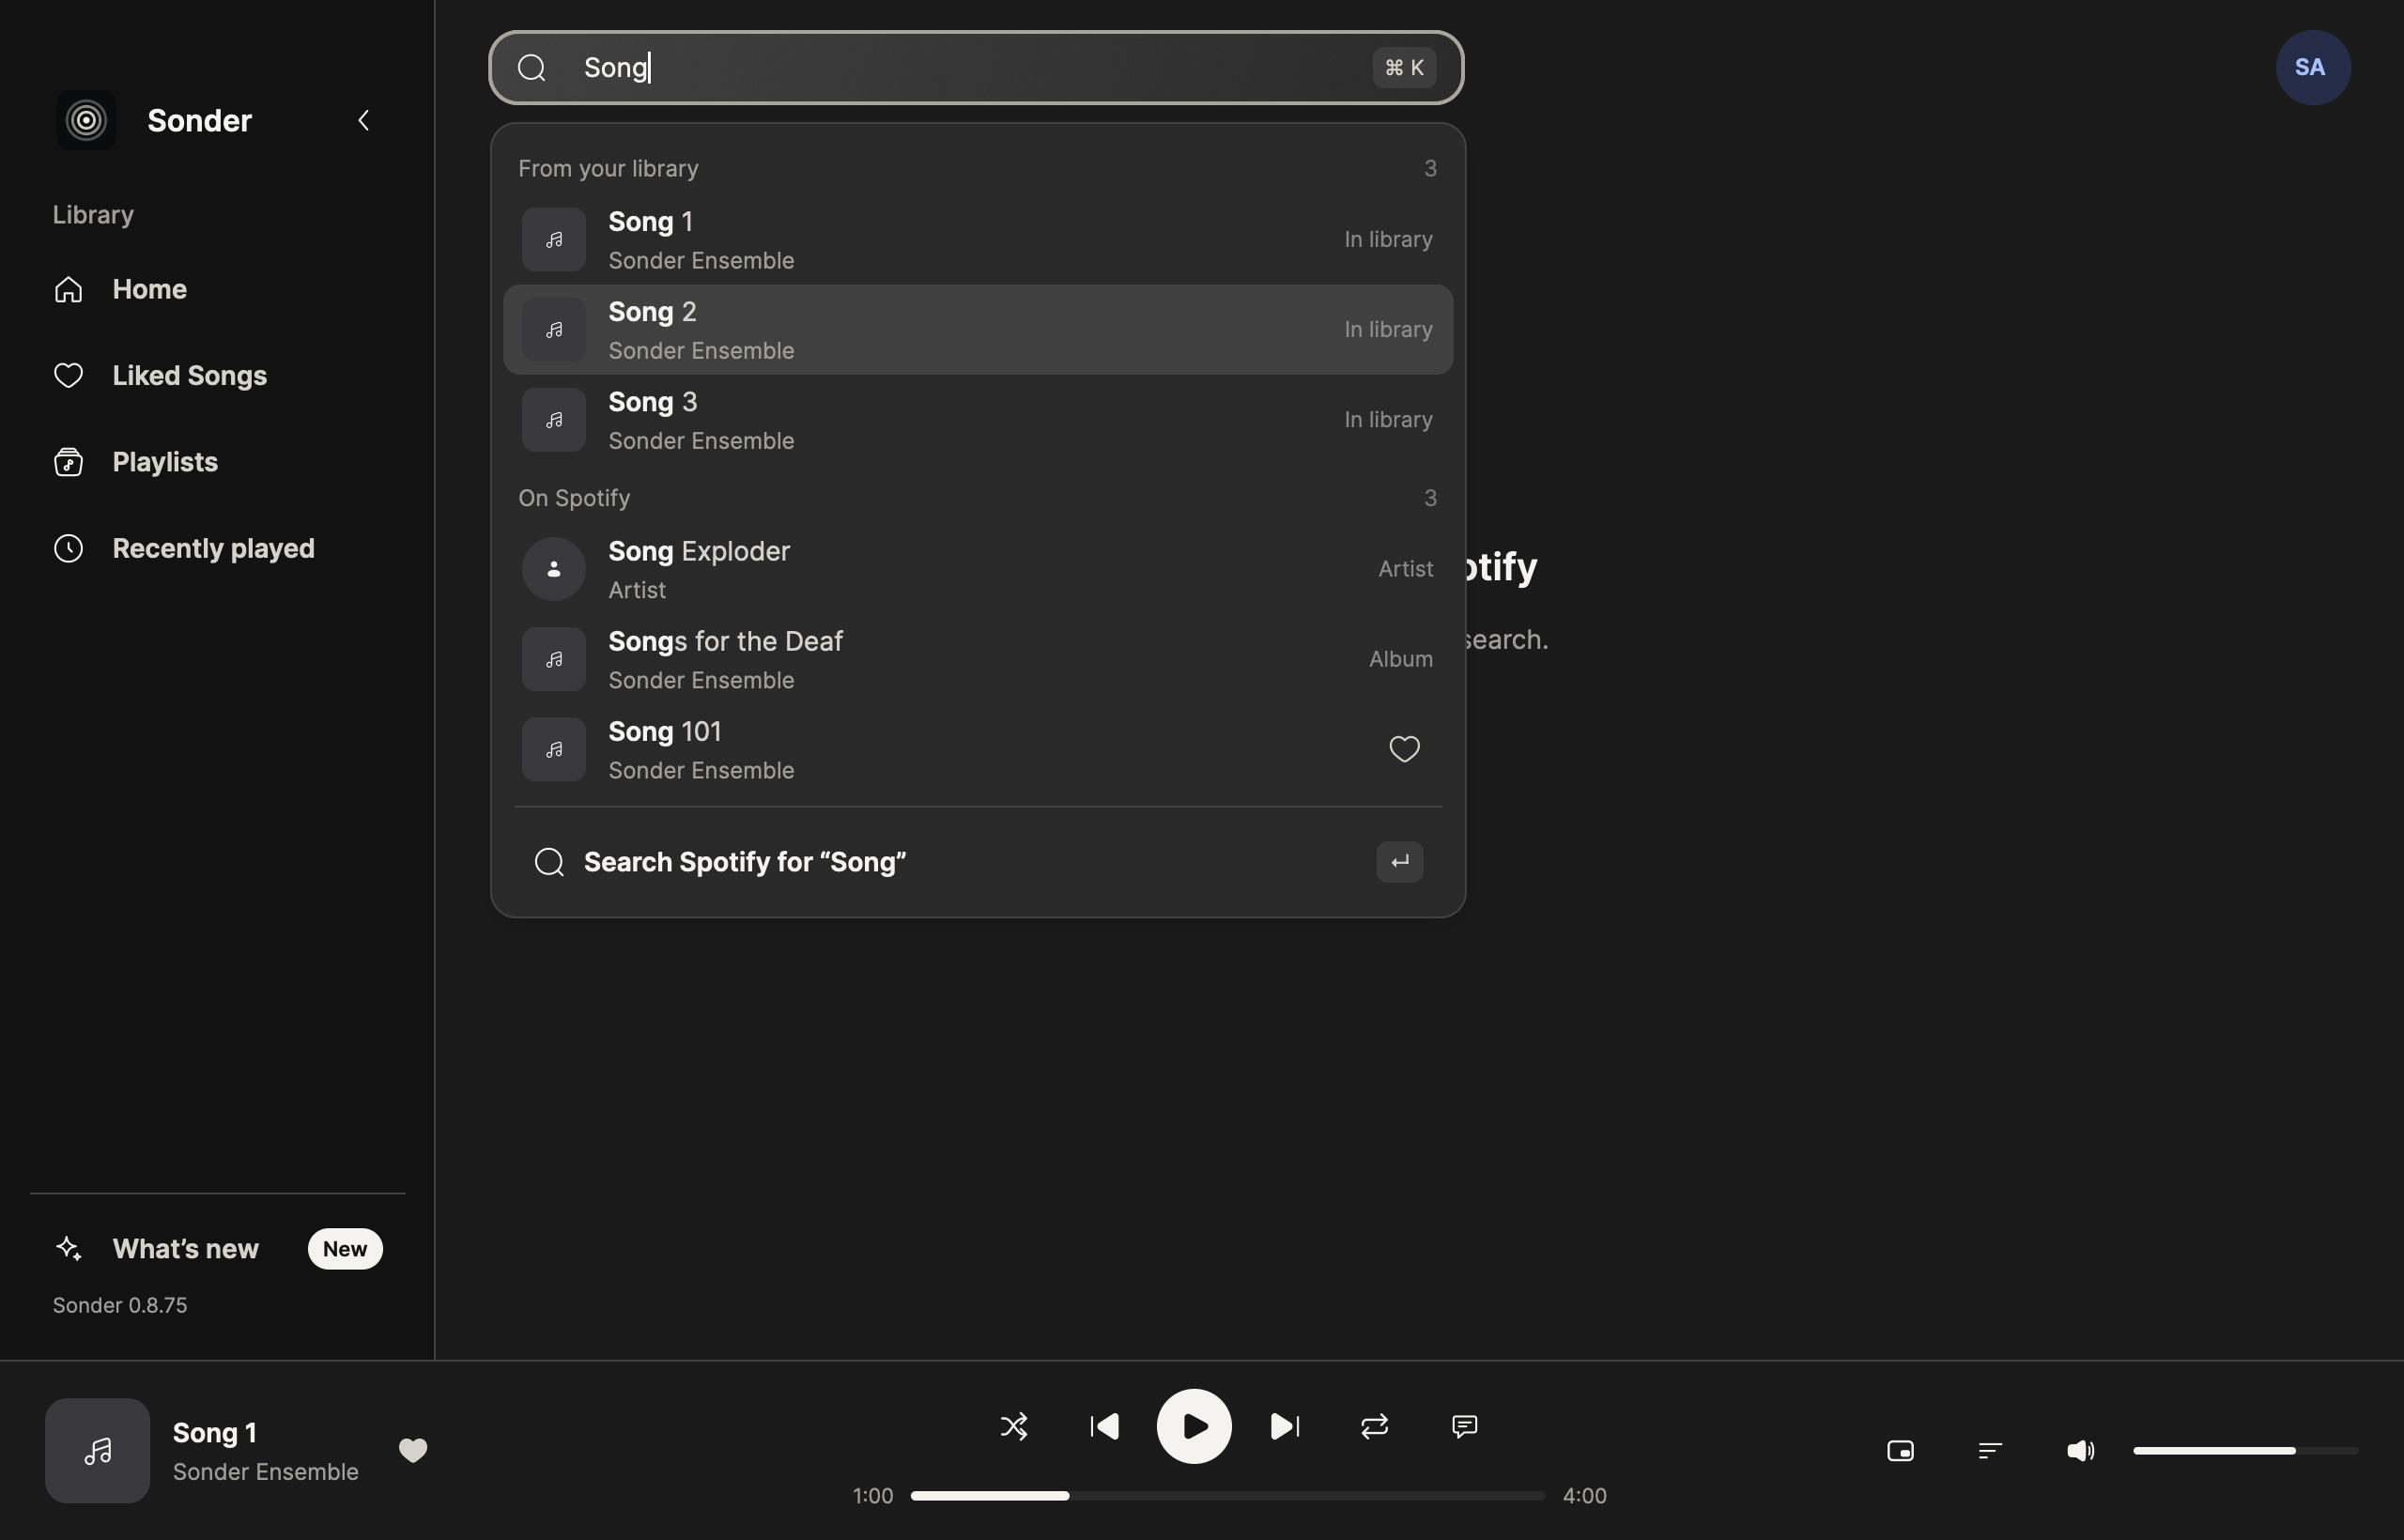 Song
⌘ K
SA
Sonder
Library
Home
Liked Songs
Playlists
Recently played
From your library
3
Song 1
Sonder Ensemble
In library
Song 2
Sonder Ensemble
In library
Song 3
Sonder Ensemble
In library
On Spotify
3
Song Exploder
Artist
Artist
Songs for the Deaf
Sonder Ensemble
Album
Song 101
Sonder Ensemble
Search Spotify for “Song”
otify
search.
What’s new
New
Sonder 0.8.75
Song 1
Sonder Ensemble
1:00
4:00